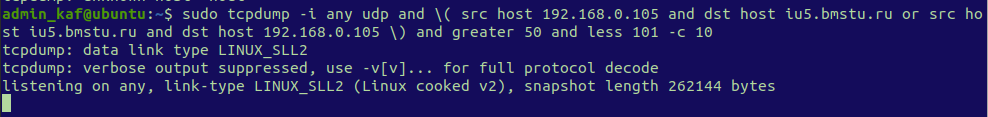 admin_kaf@ubuntu:~$ sudo tcpdump -i any udp and \( src host 192.168.0.105 and dst host iu5.bmstu.ru or src ho
st iu5.bmstu.ru and dst host 192.168.0.105 \) and greater 50 and less 101 -c 10
tcpdump: data link type LINUX_SLL2
tcpdump: verbose output suppressed, use -v[v]... for full protocol decode
listening on any, link-type LINUX_SLL2 (Linux cooked v2), snapshot length 262144 bytes